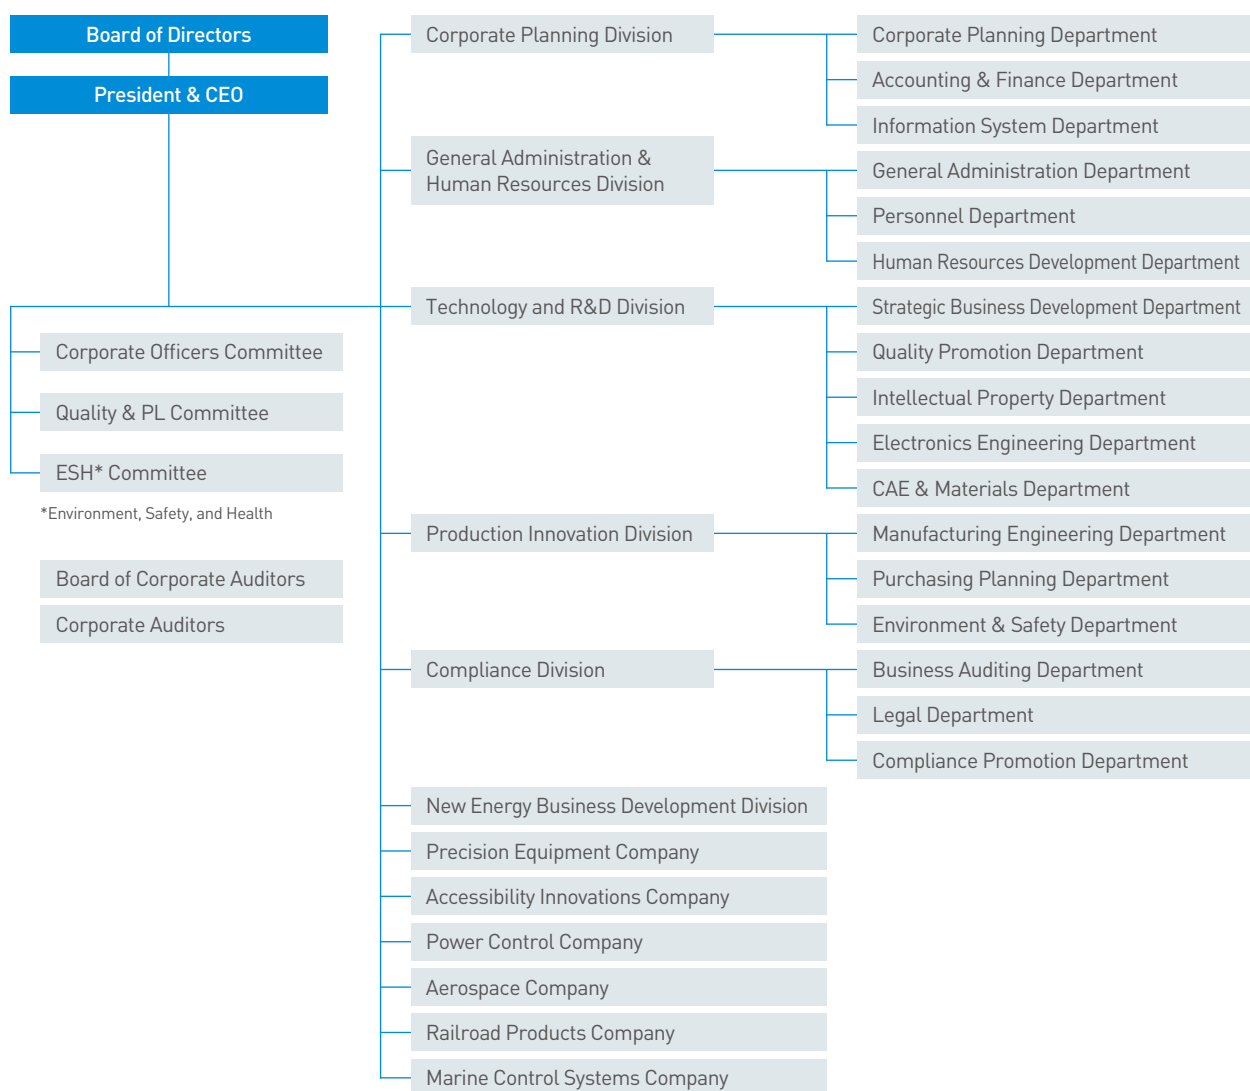 Board of Directors
President & CEO
Corporate Officers Committee
Quality & PL Committee
ESH* Committee
*Environment, Safety, and Health
Board of Corporate Auditors
Corporate Auditors
Corporate Planning Division
Corporate Planning Department
Accounting & Finance Department
Information System Department
General Administration &
Human Resources Division
General Administration Department
Personnel Department
Human Resources Development Department
Technology and R&D Division
Strategic Business Development Department
Quality Promotion Department
Intellectual Property Department
Electronics Engineering Department
CAE & Materials Department
Production Innovation Division
Manufacturing Engineering Department
Purchasing Planning Department
Environment & Safety Department
Compliance Division
Business Auditing Department
Legal Department
Compliance Promotion Department
New Energy Business Development Division
Precision Equipment Company
Accessibility Innovations Company
Power Control Company
Aerospace Company
Railroad Products Company
Marine Control Systems Company